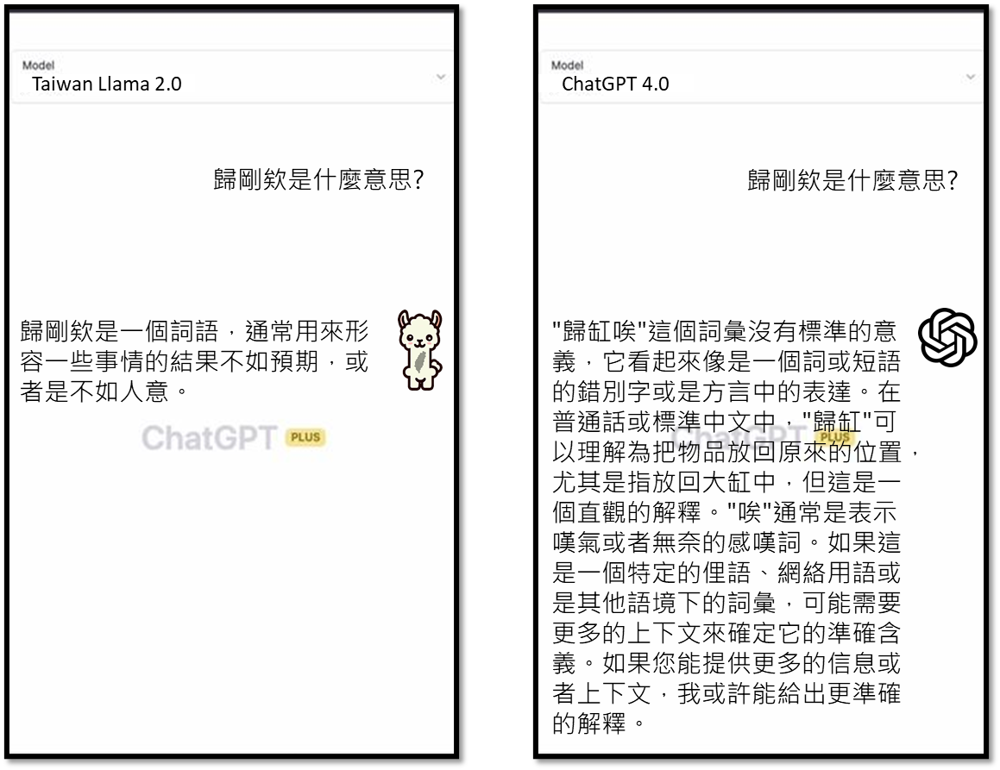 Model
Taiwan Llama 2.0
歸剛欸是什麼意思?
歸剛欸是一個詞語，通常用來形
容一些事情的結果不如預期，或
者是不如人意。
ChatGPT PLUS
Model
ChatGPT 4.0
歸剛欸是什麼意思?
"歸缸唉"這個詞彙沒有標準的意
義，它看起來像是一個詞或短語
的錯別字或是方言中的表達。在
普通話或標準中文中，"歸缸"可
以理解為把物品放回原來的位置，
尤其是指放回大缸中，但這是一
個直觀的解釋。"唉"通常是表示
嘆氣或者無奈的感嘆詞。如果這
是一個特定的俚語、網絡用語或
是其他語境下的詞彙，可能需要
更多的上下文來確定它的準確含
義。如果您能提供更多的信息或
者上下文，我或許能給出更準確
的解釋。
ChatGPT PLUS